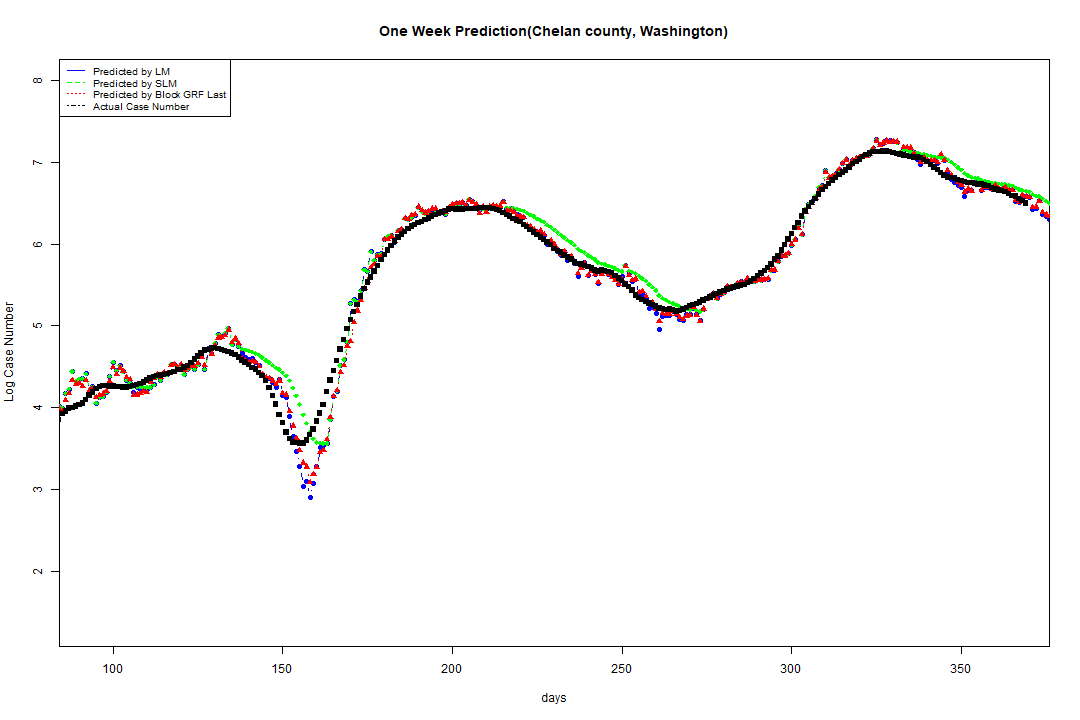 One Week Prediction(Chelan county, Washington)
Predicted by LM
Predicted by SLM
Predicted by Block GRF Last
Actual Case Number
8
7
6
5
4
3
2
Log Case Number
100 150 200 250 300 350
days